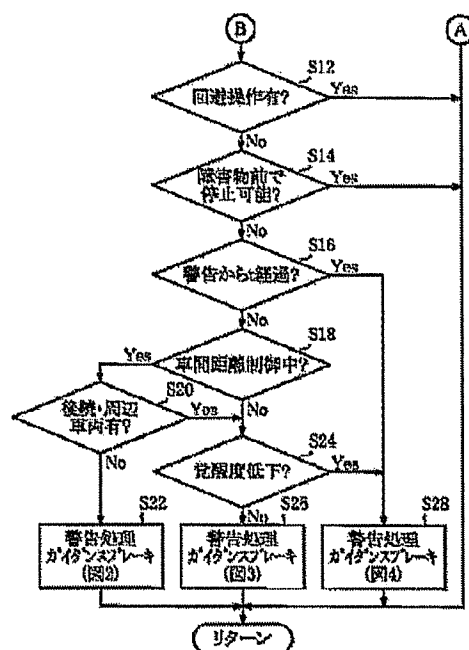 B
A
S12
回避操作有?
Yes
No
S14
障害物前で
停止可能?
Yes
No
S16
警告からt経過?
Yes
No
S18
車間距離制御中?
Yes
No
S20
後続・周辺
車両有?
Yes
No
S24
覚醒度低下?
Yes
No
S22
警告処理
ガイダンスブレーキ
(図2)
S26
警告処理
ガイダンスブレーキ
(図3)
S28
警告処理
ガイダンスブレーキ
(図4)
リターン